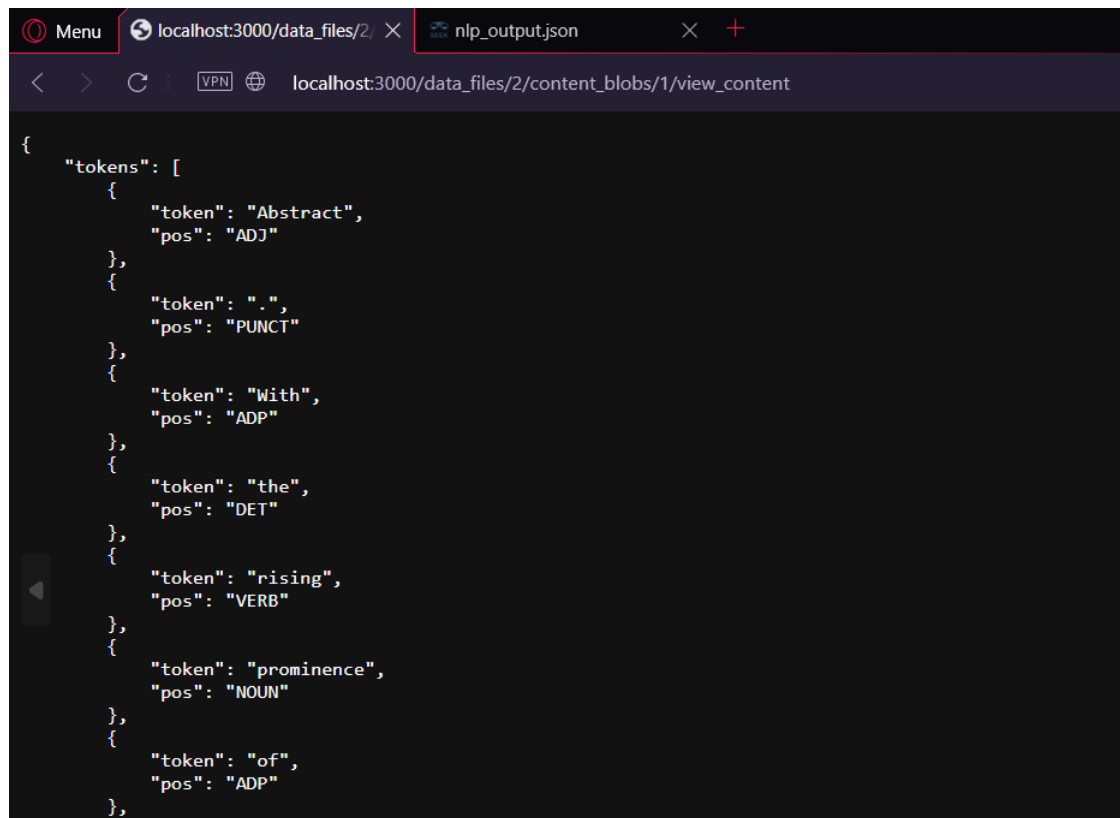 Menu
localhost:3000/data_files/2/
SEEK
nlp_output.json
VPN
localhost:3000/data_files/2/content_blobs/1/view_content
{
    "tokens": [
        {
            "token": "Abstract",
            "pos": "ADJ"
        },
        {
            "token": ".",
            "pos": "PUNCT"
        },
        {
            "token": "With",
            "pos": "ADP"
        },
        {
            "token": "the",
            "pos": "DET"
        },
        {
            "token": "rising",
            "pos": "VERB"
        },
        {
            "token": "prominence",
            "pos": "NOUN"
        },
        {
            "token": "of",
            "pos": "ADP"
        },